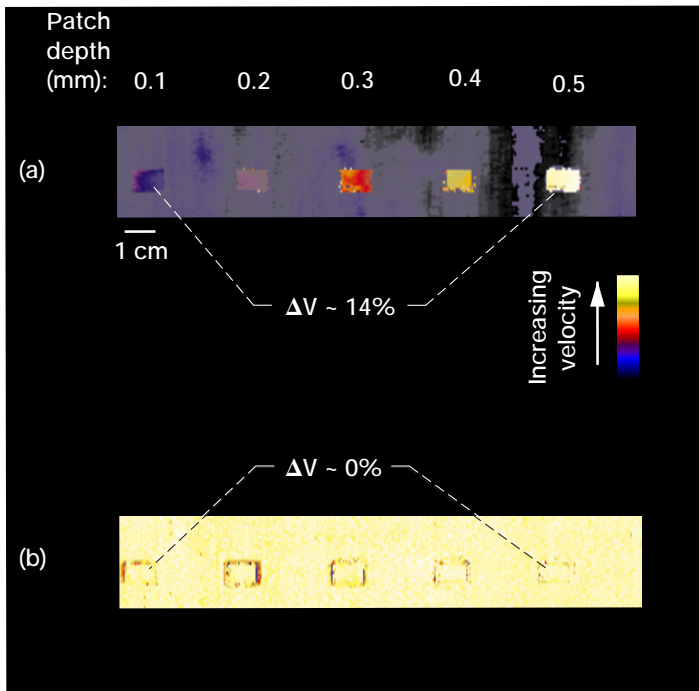 Patch
depth
(mm):
0.1 0.2 0.3 0.4 0.5
(a)
1 cm
ΔV ~ 14%
Increasing
velocity
ΔV ~ 0%
(b)